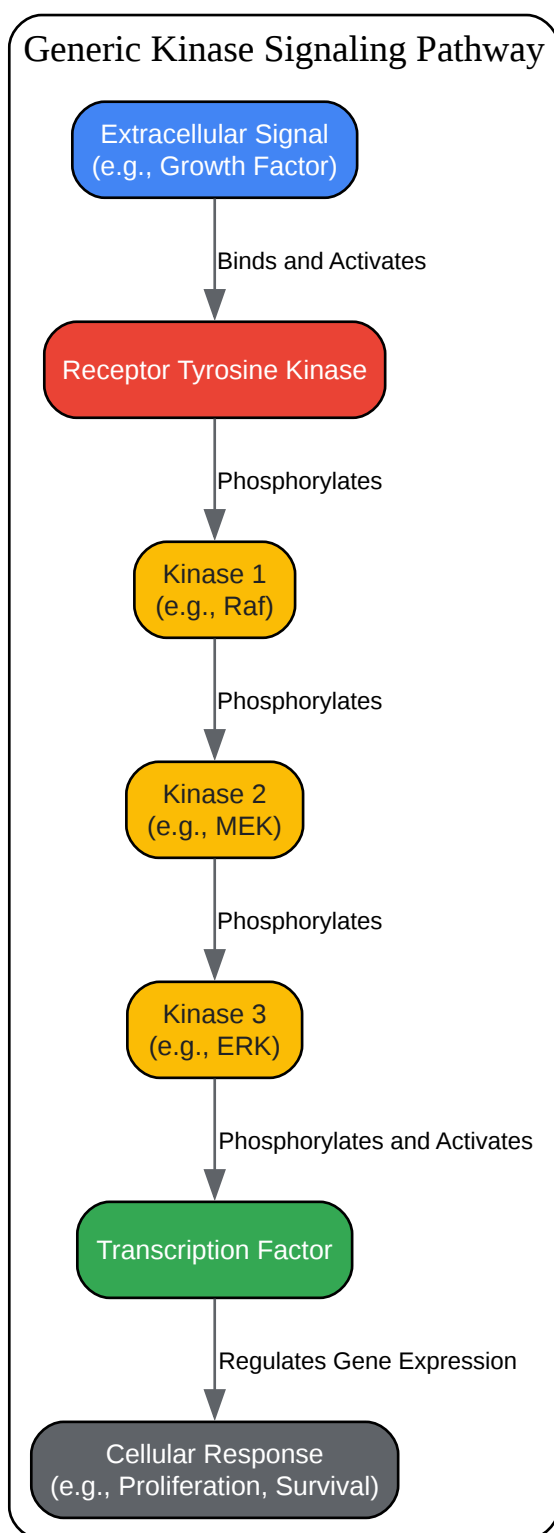 Generic Kinase Signaling Pathway
Extracellular Signal
(e.g., Growth Factor)
Binds and Activates
Receptor Tyrosine Kinase
Phosphorylates
Kinase 1
(e.g., Raf)
Phosphorylates
Kinase 2
(e.g., MEK)
Phosphorylates
Kinase 3
(e.g., ERK)
Phosphorylates and Activates
Transcription Factor
Regulates Gene Expression
Cellular Response
(e.g., Proliferation, Survival)